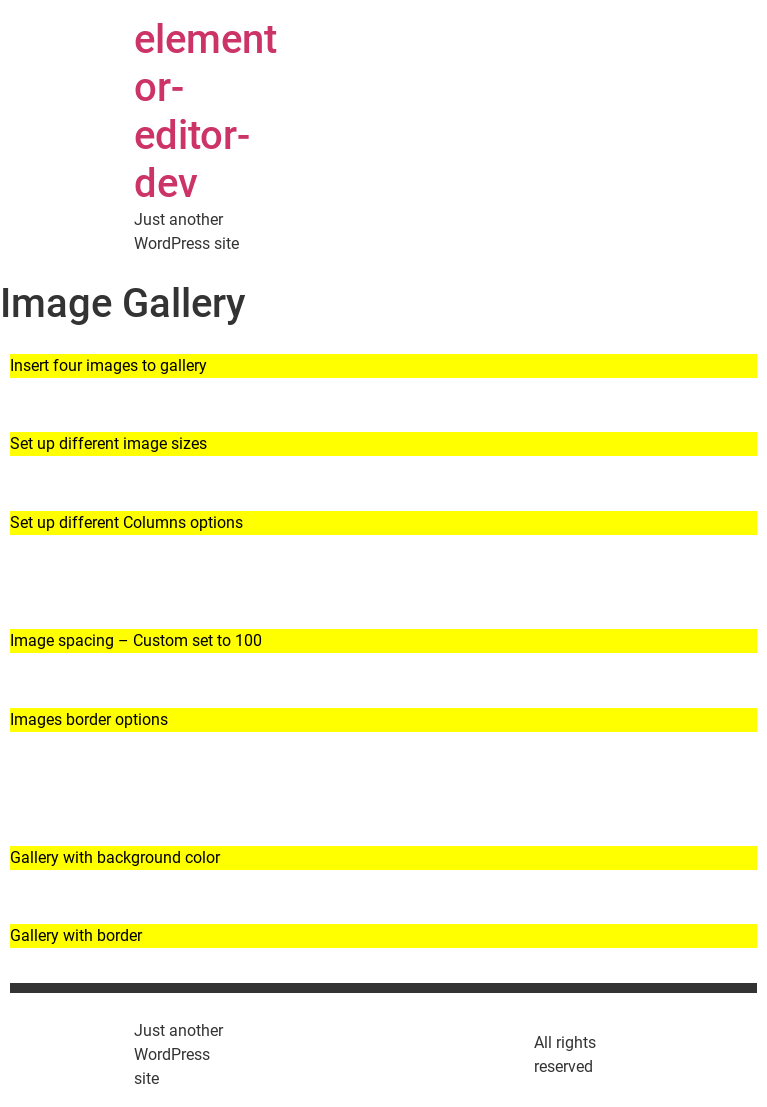 element
or-
editor-
dev
Just another
WordPress site
Image Gallery
Insert four images to gallery
Set up different image sizes
Set up different Columns options
Image spacing – Custom set to 100
Images border options
Gallery with background color
Gallery with border
Just another
WordPress
site
All rights
reserved